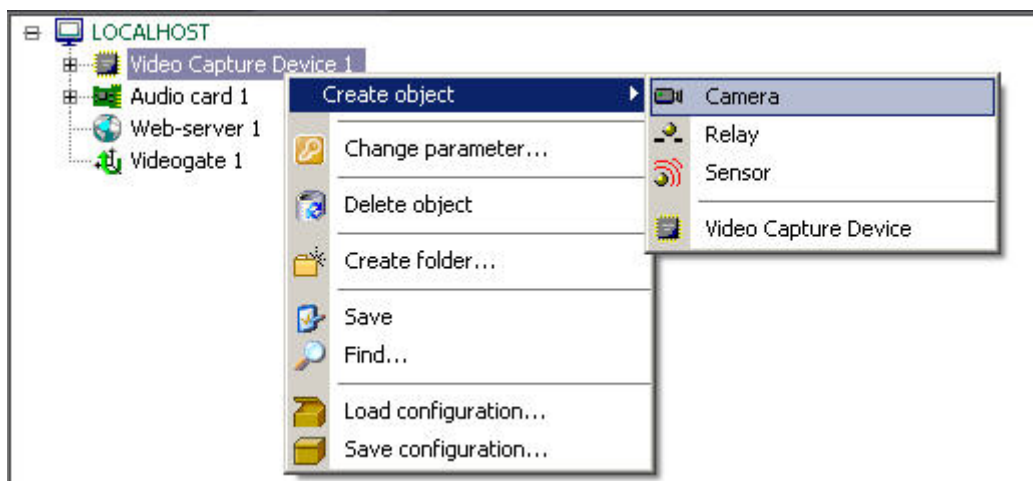 LOCALHOST
Video Capture Device 1
Audio card 1
Web-server 1
Videogate 1
Create object
Change parameter...
Delete object
Create folder...
Save
Find...
Load configuration...
Save configuration...
Camera
Relay
Sensor
Video Capture Device